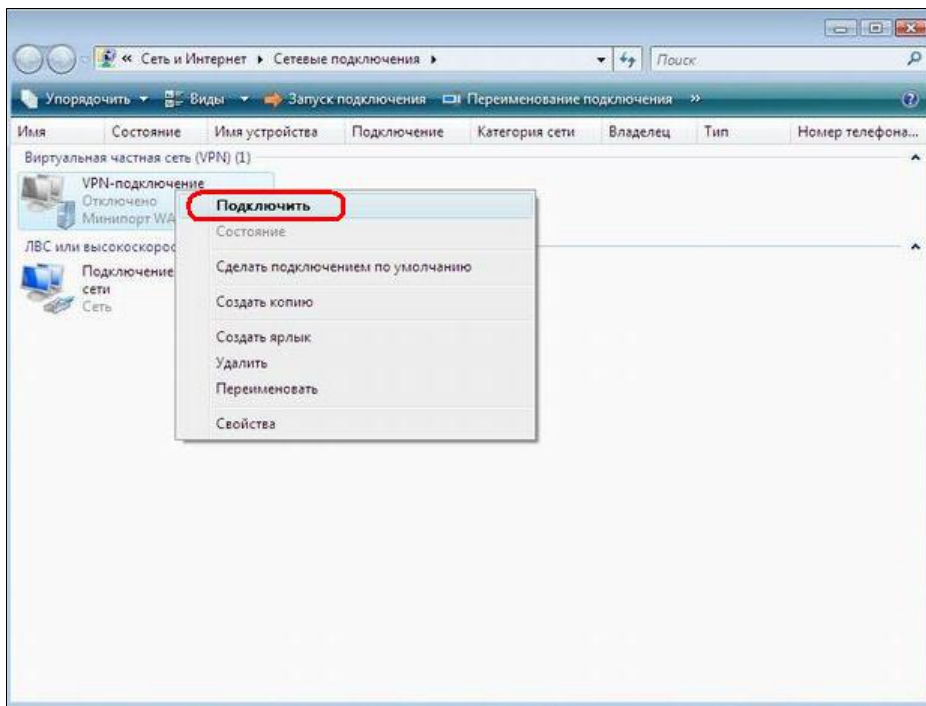 « Сеть и Интернет ▸ Сетевые подключения ▸ Поиск
Упорядочить Виды Запуск подключения Переименование подключения »
Имя Состояние Имя устройства Подключение Категория сети Владелец Тип Номер телефона...
Виртуальная частная сеть (VPN) (1)
VPN-подключение
Отключено
Минипорт WA
Подключить
Состояние
Сделать подключением по умолчанию
Создать копию
Создать ярлык
Удалить
Переименовать
Свойства
ЛВС или высокоскорос
Подключение
сети
Сеть